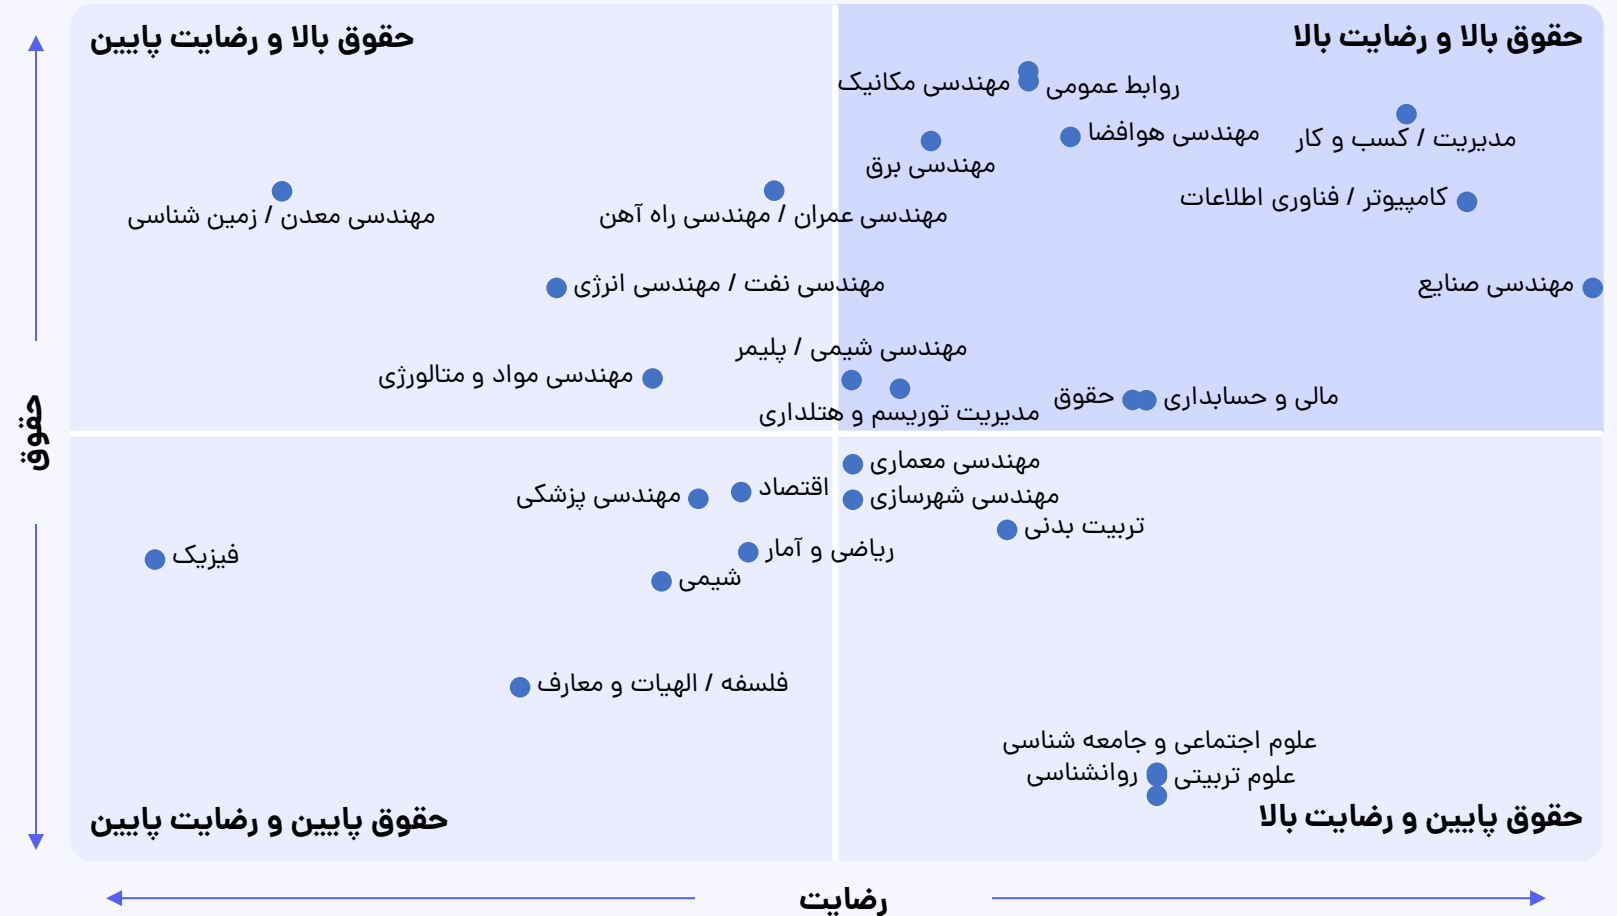 حقوق بالا و رضایت بالا
حقوق بالا و رضایت پایین
روابط عمومی
مهندسی مکانیک
مدیریت / کسب و کار
مهندسی هوافضا
مهندسی برق
کامپیوتر / فناوری اطلاعات
مهندسی عمران / مهندسی راه آهن
مهندسی معدن / زمین شناسی
مهندسی صنایع
مهندسی نفت / مهندسی انرژی
مهندسی شیمی / پلیمر
مهندسی مواد و متالورژی
مالی و حسابداری
حقوق
مدیریت توریسم و هتلداری
حقوق
مهندسی معماری
مهندسی شهرسازی
اقتصاد
مهندسی پزشکی
تربیت بدنی
ریاضی و آمار
فیزیک
شیمی
فلسفه / الهیات و معارف
علوم اجتماعی و جامعه شناسی
علوم تربیتی
روانشناسی
حقوق پایین و رضایت بالا
حقوق پایین و رضایت پایین
رضایت